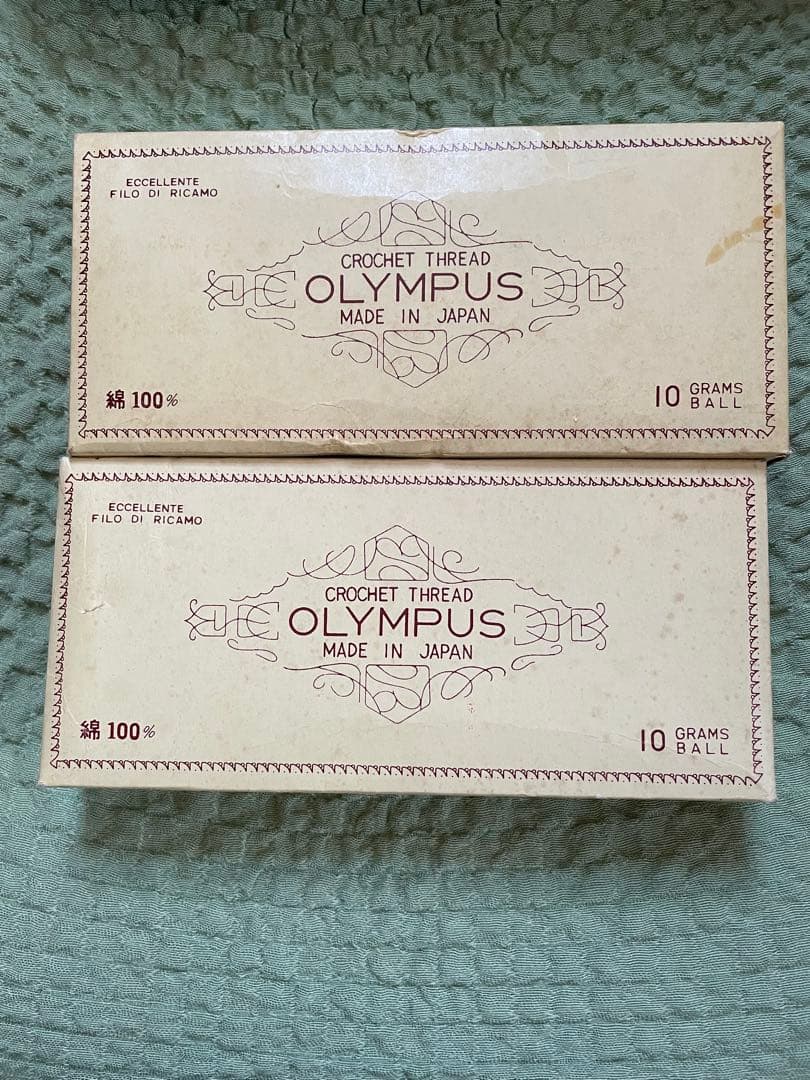 ECCELLENTE
FILO DI RICAMO
CROCHET THREAD
OLYMPUS
MADE IN JAPAN
綿 100%
10 GRAMS
BALL
ECCELLENTE
FILO DI RICAMO
CROCHET THREAD
OLYMPUS
MADE IN JAPAN
綿 100%
10 GRAMS
BALL